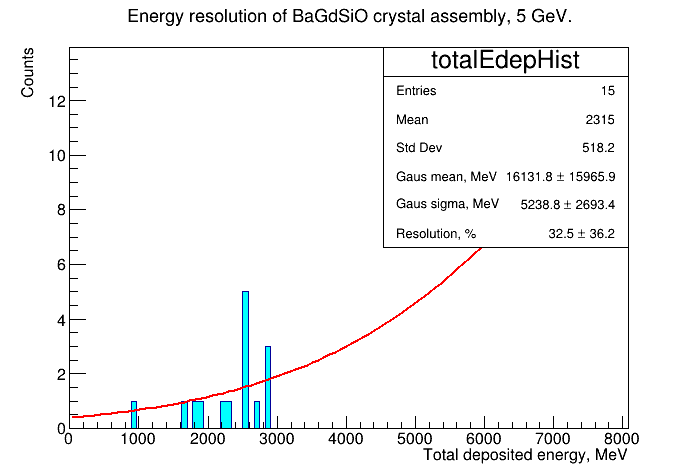 Energy resolution of BaGdSiO crystal assembly, 5 GeV.
Counts
totalEdepHist
Entries 15
Mean 2315
Std Dev 518.2
Gaus mean, MeV 16131.8 ± 15965.9
Gaus sigma, MeV 5238.8 ± 2693.4
Resolution, % 32.5 ± 36.2
12
10
8
6
4
2
0
0 1000 2000 3000 4000 5000 6000 7000 8000
Total deposited energy, MeV